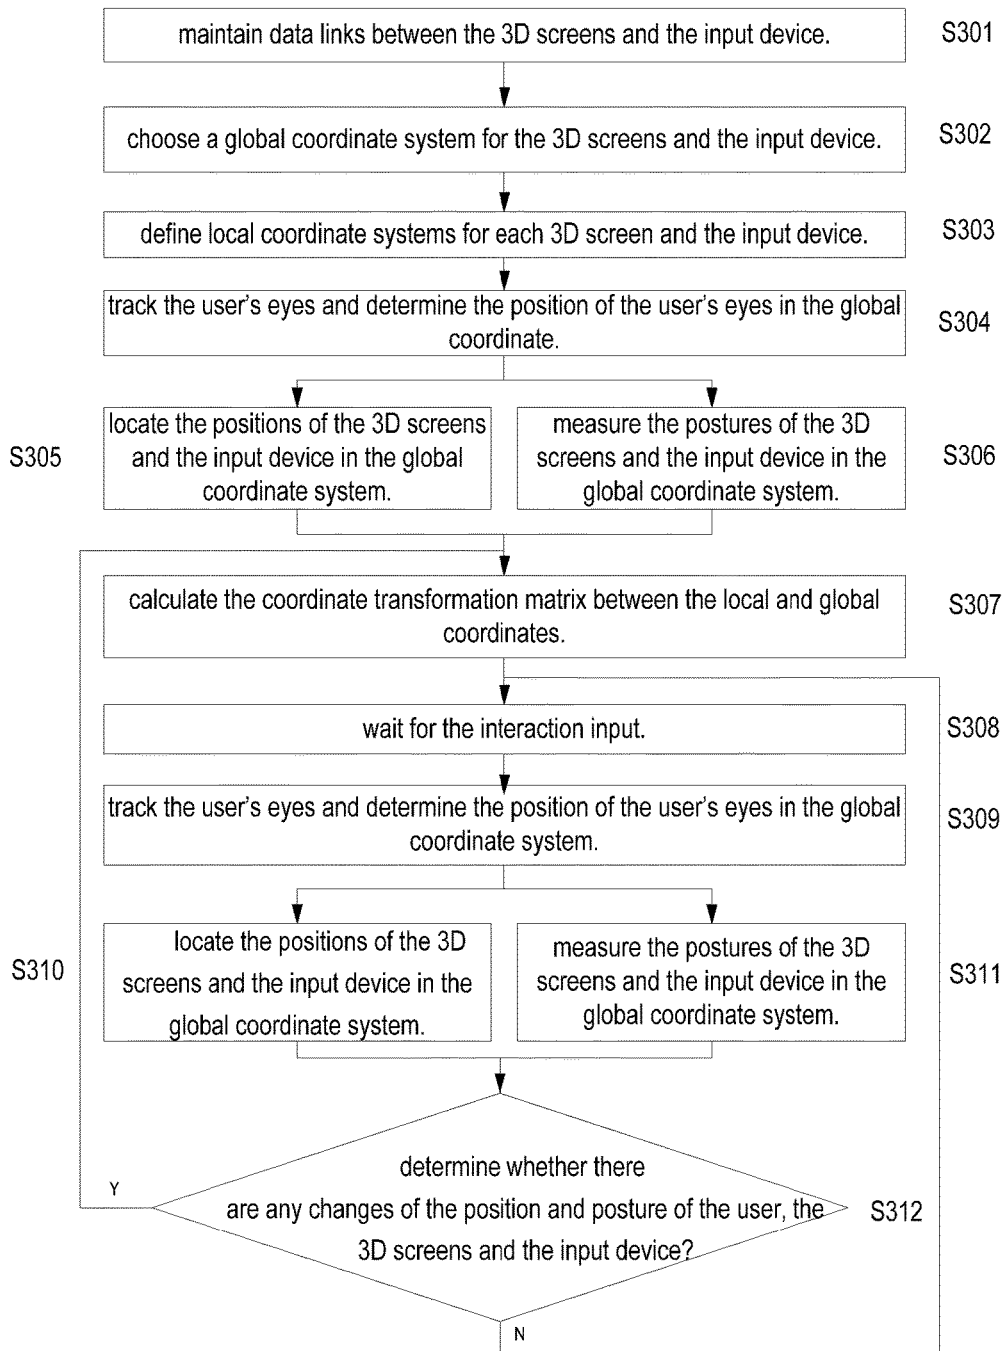 maintain data links between the 3D screens and the input device.
S301
choose a global coordinate system for the 3D screens and the input device.
S302
define local coordinate systems for each 3D screen and the input device.
S303
track the user's eyes and determine the position of the user's eyes in the global
coordinate.
S304
S305
locate the positions of the 3D screens
and the input device in the global
coordinate system.
measure the postures of the 3D
screens and the input device in the
global coordinate system.
S306
calculate the coordinate transformation matrix between the local and global
coordinates.
S307
wait for the interaction input.
S308
track the user's eyes and determine the position of the user's eyes in the global
coordinate system.
S309
S310
locate the positions of the 3D
screens and the input device in the
global coordinate system.
measure the postures of the 3D
screens and the input device in the
global coordinate system.
S311
determine whether there
are any changes of the position and posture of the user, the
3D screens and the input device?
S312
Y
N